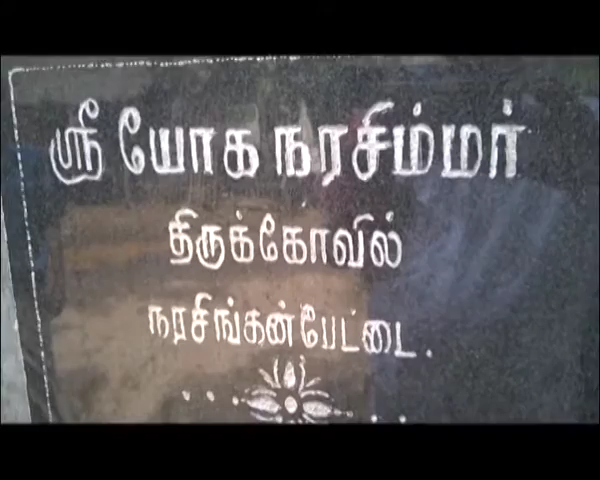 ஸ்ரீ யோக நரசிம்மர்
திருக்கோவில்
நரசிங்கன்பேட்டை.